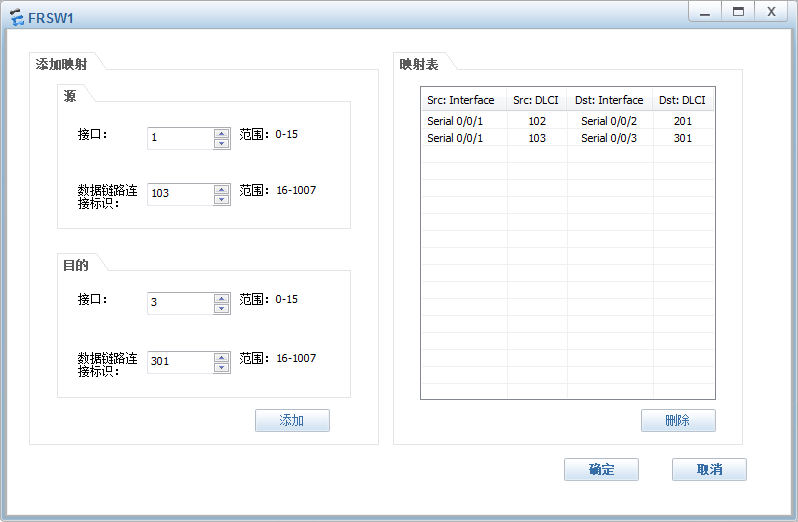 FRSW1
添加映射
源
接口：
1
范围：0-15
数据链路连
接标识：
103
范围：16-1007
目的
接口：
3
范围：0-15
数据链路连
接标识：
301
范围：16-1007
添加
映射表
Src: Interface Src: DLCI Dst: Interface Dst: DLCI
Serial 0/0/1 102 Serial 0/0/2 201
Serial 0/0/1 103 Serial 0/0/3 301
删除
确定 取消